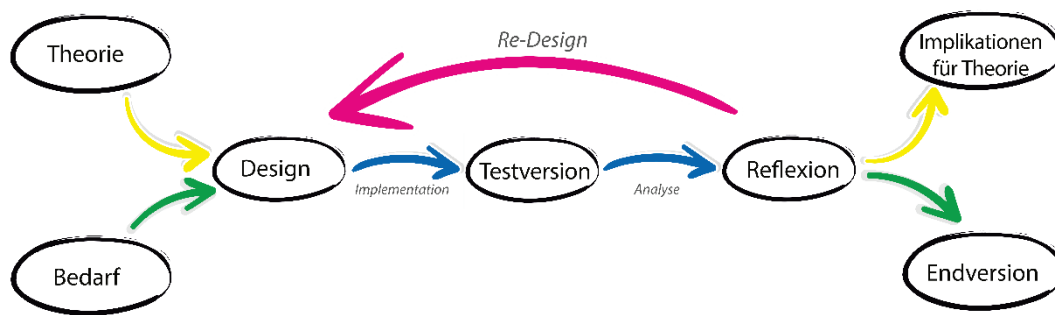 Theorie
Re-Design
Implikationen
für Theorie
Design
Implementation
Testversion
Analyse
Reflexion
Bedarf
Endversion